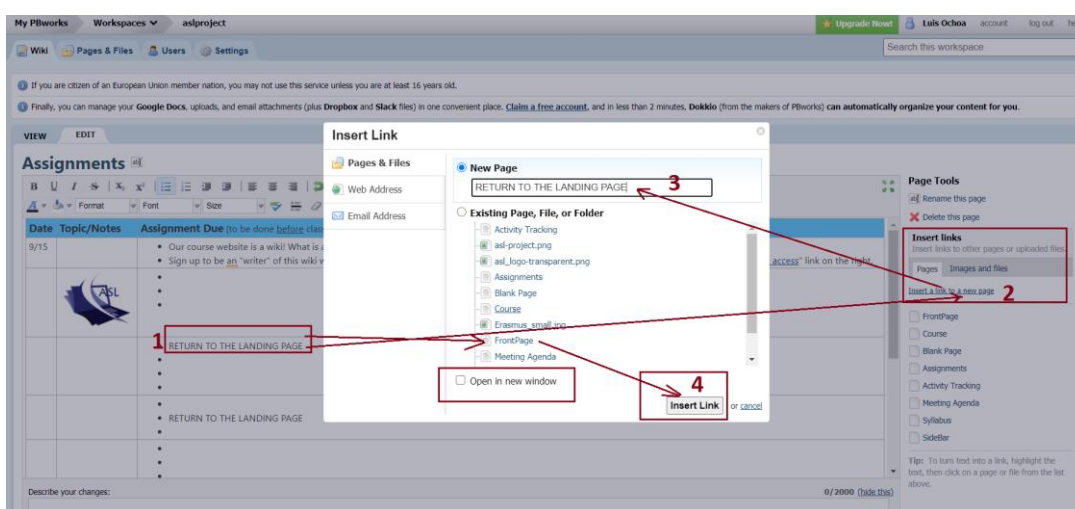 My PBworks Workspaces aslproject Upgrade Now! Luis Ochoa account log out
Wiki Pages & Files Users Settings Search this workspace
If you are citizen of an European Union member nation, you may not use this service unless you are at least 16 years old.
Finally, you can manage your Google Docs, uploads, and email attachments (plus Dropbox and Slack files) in one convenient place. Claim a free account, and in less than 2 minutes, Dokkio (from the makers of PBworks) can automatically organize your content for you.
VIEW EDIT
Assignments
B U I S X₂ x²
A Format Font Size
Date Topic/Notes Assignment Due (to be done before
9/15 • Our course website is a wiki! What is
• Sign up to be an "writer" of this wiki
access" link on the right.
ASL
1 RETURN TO THE LANDING PAGE
RETURN TO THE LANDING PAGE
Describe your changes: 0/2000 (hide this)
Insert Link
Pages & Files
Web Address
Email Address
New Page
RETURN TO THE LANDING PAGE 3
Existing Page, File, or Folder
Activity Tracking
asl-project.png
asl_logo-transparent.png
Assignments
Blank Page
Course
Erasmus_small.jpg
FrontPage
Meeting Agenda
Open in new window
4
Insert Link or cancel
Page Tools
Rename this page
Delete this page
Insert links
Insert links to other pages or uploaded files.
Pages Images and files
Insert a link to a new page 2
FrontPage
Course
Blank Page
Assignments
Activity Tracking
Meeting Agenda
Syllabus
SideBar
Tip: To turn text into a link, highlight the
text, then click on a page or file from the list
above.